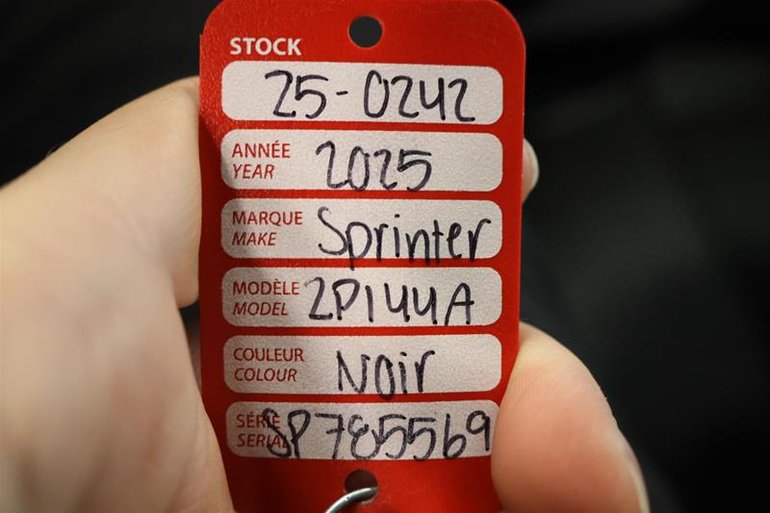 STOCK
25-0242
ANNÉE 2025
YEAR
MARQUE Sprinter
MAKE
MODÈLE 2P144A
MODEL
COULEUR Noir
COLOUR
SÉRIE SP785569
SERIAL